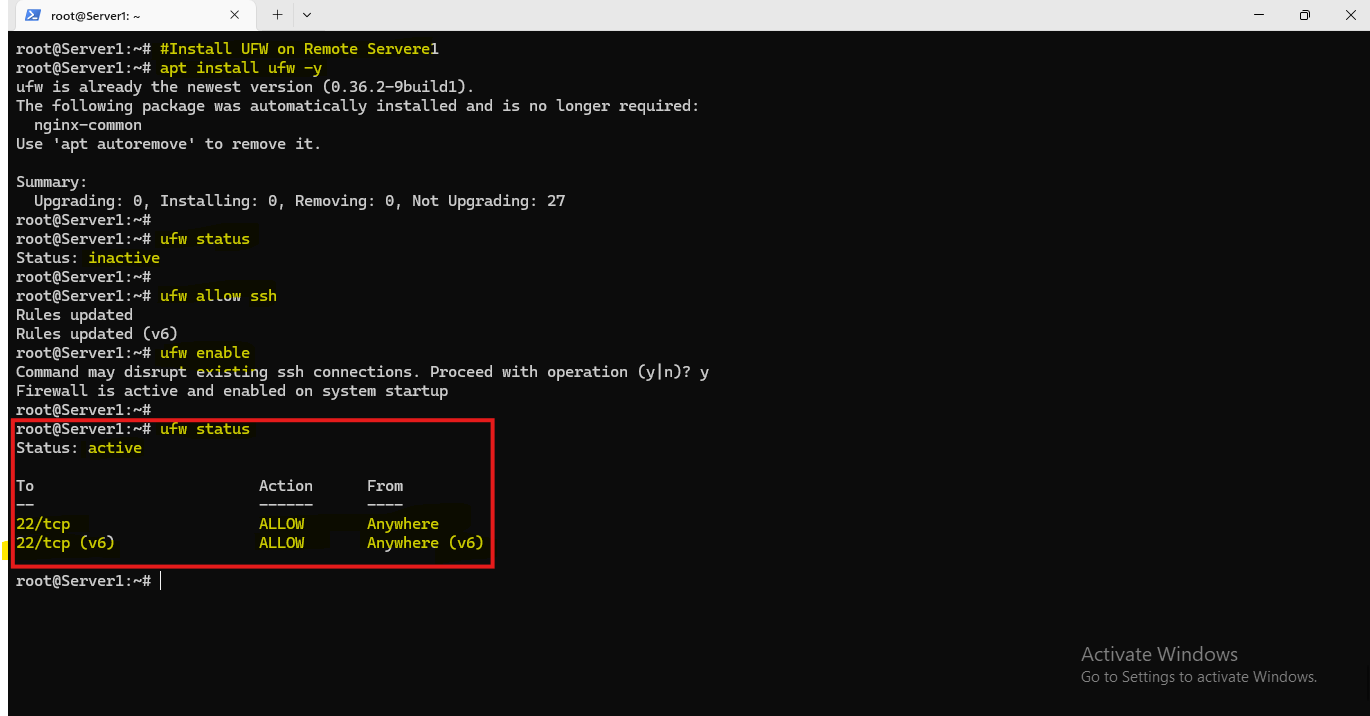 root@Server1: ~
root@Server1:~# #Install UFW on Remote Servere1
root@Server1:~# apt install ufw -y
ufw is already the newest version (0.36.2-9build1).
The following package was automatically installed and is no longer required:
  nginx-common
Use 'apt autoremove' to remove it.

Summary:
  Upgrading: 0, Installing: 0, Removing: 0, Not Upgrading: 27
root@Server1:~#
root@Server1:~# ufw status
Status: inactive
root@Server1:~#
root@Server1:~# ufw allow ssh
Rules updated
Rules updated (v6)
root@Server1:~# ufw enable
Command may disrupt existing ssh connections. Proceed with operation (y|n)? y
Firewall is active and enabled on system startup
root@Server1:~#
root@Server1:~# ufw status
Status: active

To                         Action      From
--                         ------      ----
22/tcp                     ALLOW       Anywhere
22/tcp (v6)                ALLOW       Anywhere (v6)

root@Server1:~#
Activate Windows
Go to Settings to activate Windows.